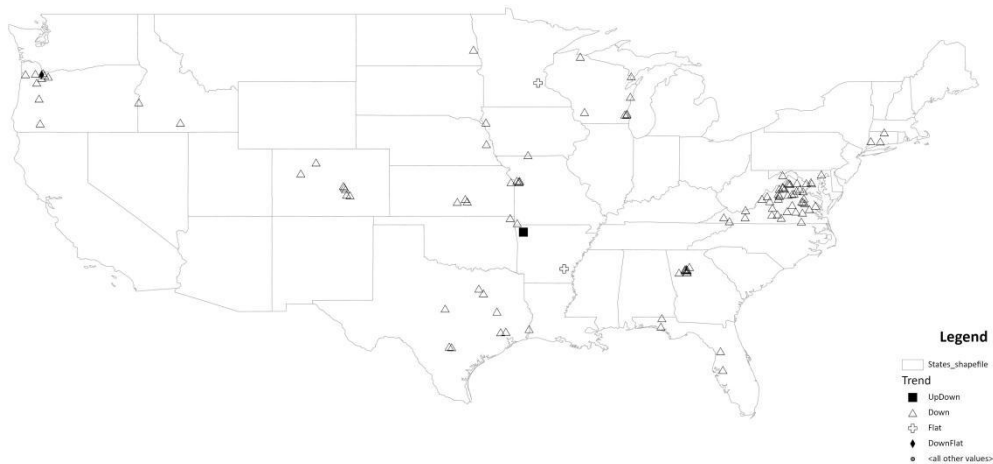 Legend
States_shapefile
Trend
UpDown
Down
Flat
DownFlat
<all other values>